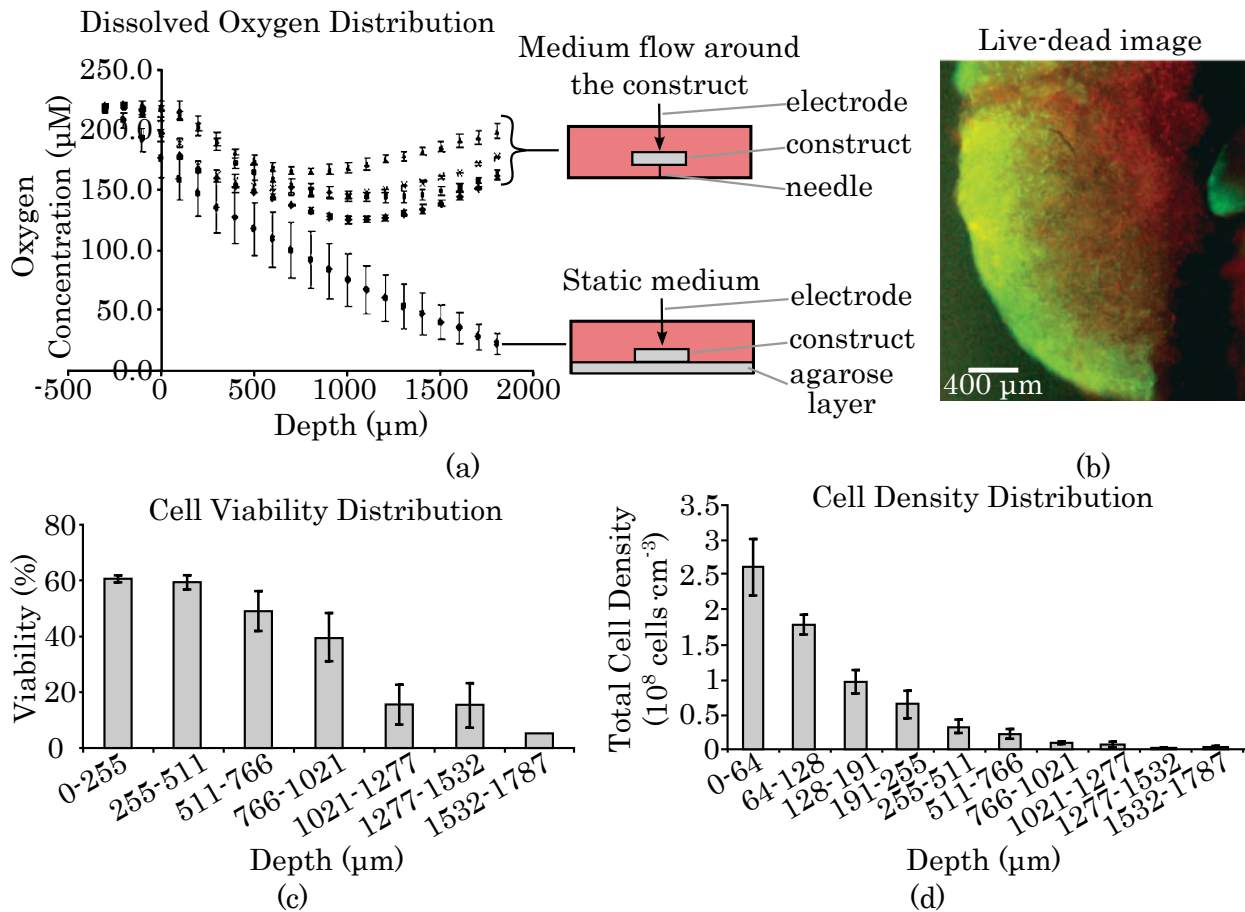 Dissolved Oxygen Distribution
Oxygen
Concentration (µM)
250.0
200.0
150.0
100.0
50.0
0.0
-500
0
500
1000
1500
2000
Depth (µm)
Medium flow around
the construct
electrode
construct
needle
Static medium
electrode
construct
agarose
layer
(a)
Live-dead image
400 µm
(b)
Cell Viability Distribution
Viability (%)
80
60
40
20
0
0-255
255-511
511-766
766-1021
1021-1277
1277-1532
1532-1787
Depth (µm)
(c)
Cell Density Distribution
Total Cell Density
(10⁸ cells·cm⁻³)
3.5
3
2.5
2
1.5
1
0.5
0
0-64
64-128
128-191
191-255
255-511
511-766
766-1021
1021-1277
1277-1532
1532-1787
Depth (µm)
(d)